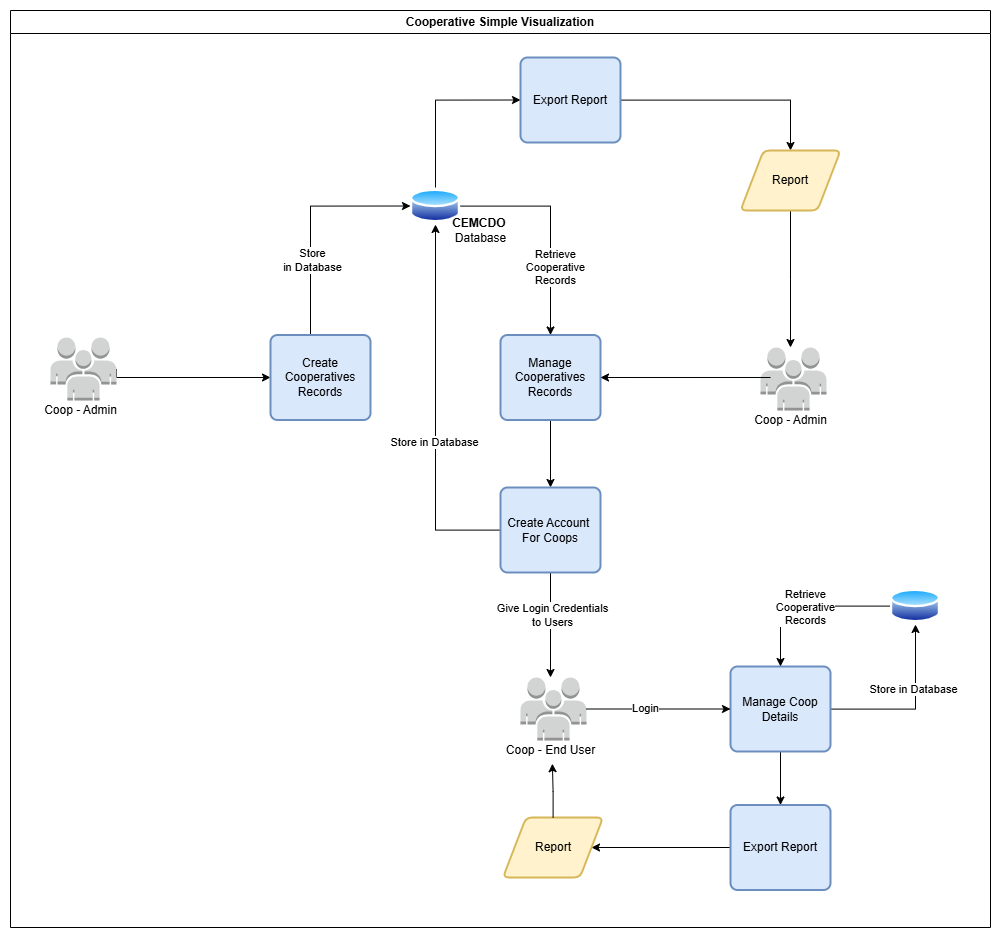 Cooperative Simple Visualization
Export Report
Report
CEMCDO
Database
Store
in Database
Retrieve
Cooperative
Records
Create
Cooperatives
Records
Manage
Cooperatives
Records
Coop - Admin
Coop - Admin
Store in Database
Create Account
For Coops
Give Login Credentials
to Users
Retrieve
Cooperative
Records
Store in Database
Login
Manage Coop
Details
Coop - End User
Report
Export Report